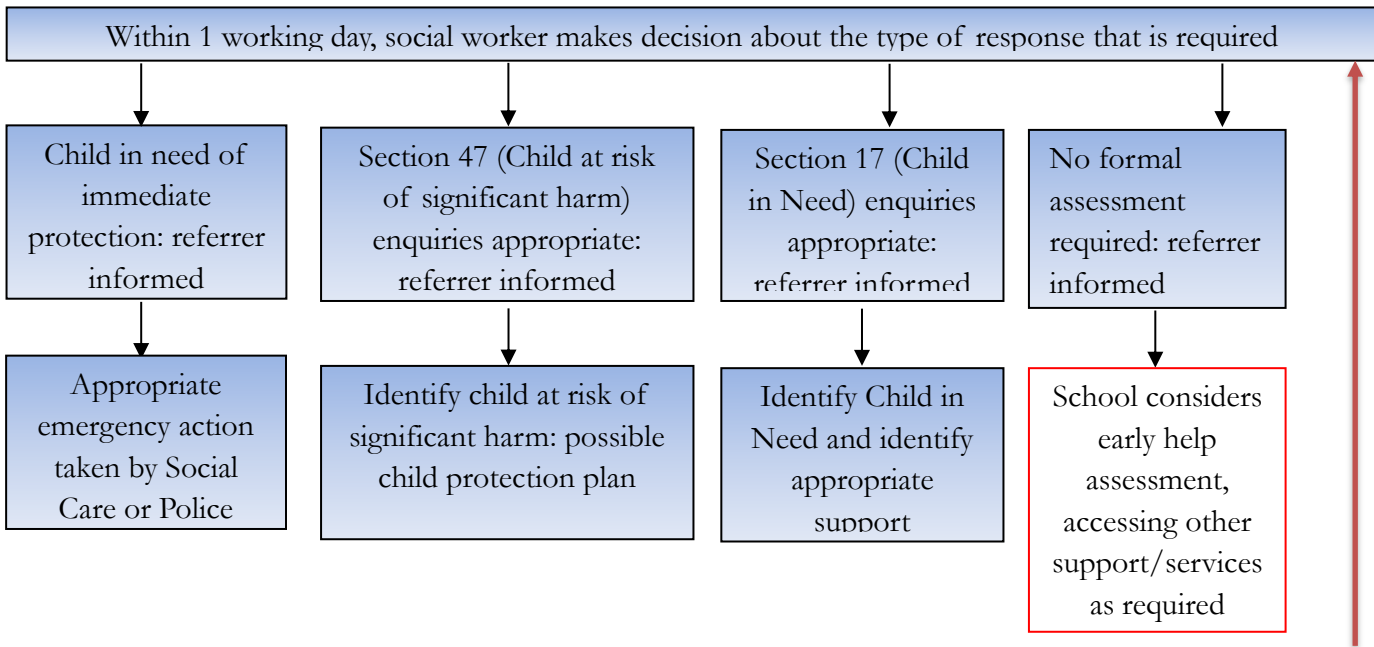 Within 1 working day, social worker makes decision about the type of response that is required
Child in need of
immediate
protection: referrer
informed
Section 47 (Child at risk
of significant harm)
enquiries appropriate:
referrer informed
Section 17 (Child
in Need) enquiries
appropriate:
referrer informed
No formal
assessment
required: referrer
informed
Appropriate
emergency action
taken by Social
Care or Police
Identify child at risk of
significant harm: possible
child protection plan
Identify Child in
Need and identify
appropriate
support
School considers
early help
assessment,
accessing other
support/services
as required